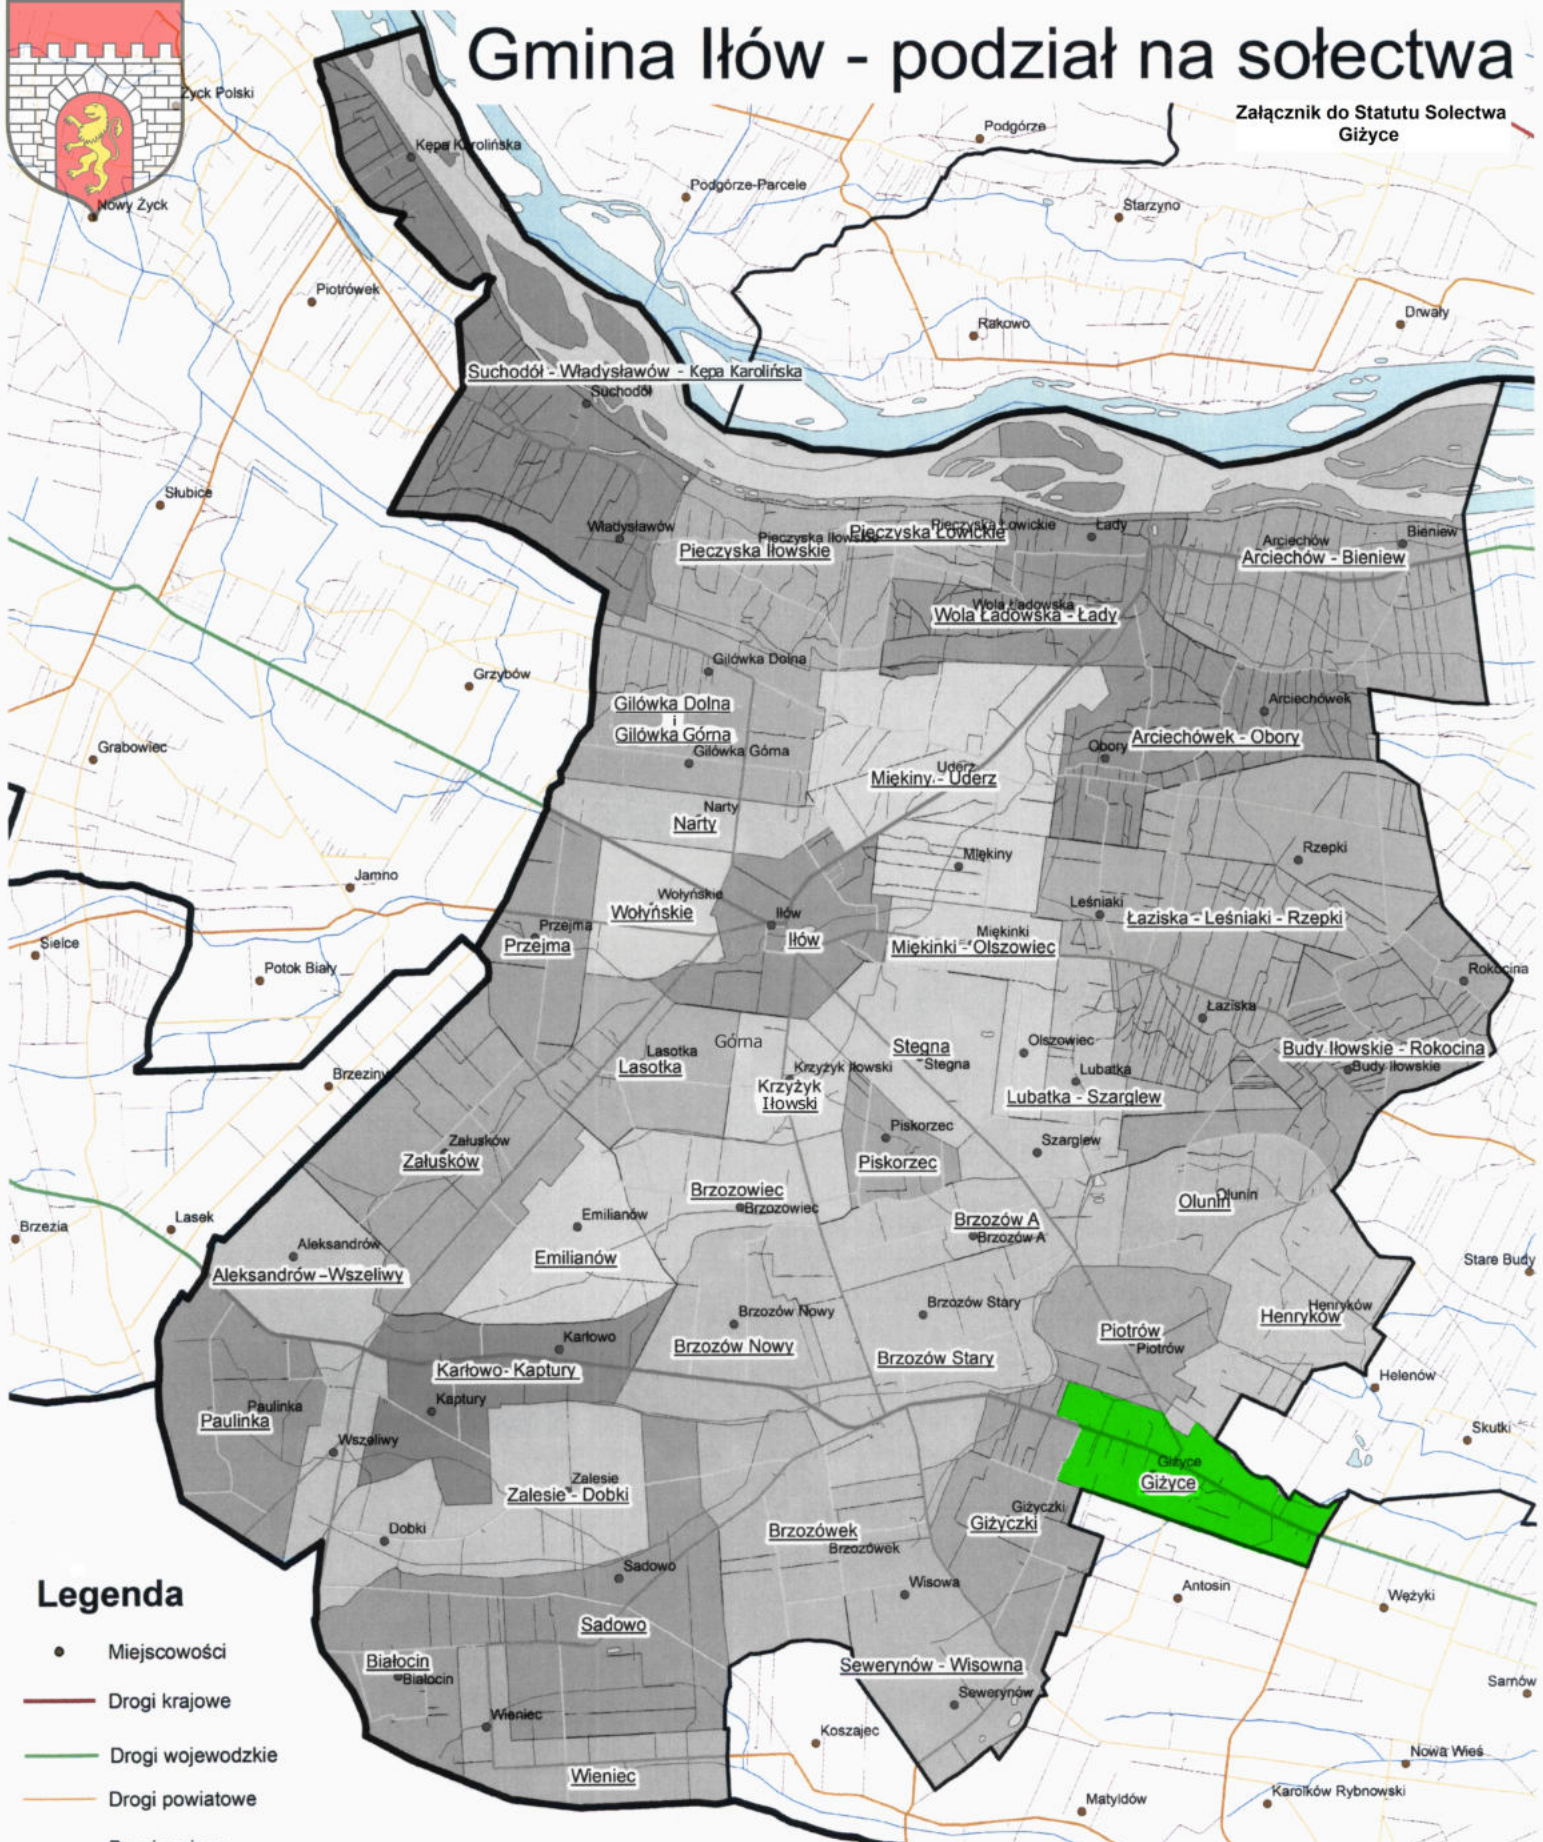 Gmina Iłów - podział na sołectwa
Załącznik do Statutu Solectwa
Giżyce
Życk Polski
Nowy Życk
Kępa Karolińska
Podgórze
Podgórze-Parcele
Starzyno
Piotrówek
Rakowo
Drwały
Suchodół - Władysławów - Kępa Karolińska
Suchodół
Słubice
Władysławów
Pieczyska Iłowskie
Pieczyska Iłowskie
Pieczyska Łowickie
Pieczyska Łowickie
Łady
Arciechów
Bieniew
Arciechów - Bieniew
Wola Ładowska
Wola Ładowska - Łady
Gilówka Dolna
Grzybów
Gilówka Dolna
i
Gilówka Górna
Gilówka Górna
Arciechówek
Arciechówek - Obory
Obory
Grabowiec
Uderz
Miękiny - Uderz
Narty
Narty
Miękiny
Rzepki
Jamno
Wołyńskie
Wołyńskie
Iłów
Iłów
Leśniaki
Łaziska - Leśniaki - Rzepki
Przejma
Przejma
Miękinki
Miękinki - Olszowiec
Sielce
Potok Biały
Rokocina
Łaziska
Górna
Lasotka
Lasotka
Stegna
Stegna
Olszowiec
Budy Iłowskie - Rokocina
Budy Iłowskie
Brzeziny
Krzyżyk Iłowski
Krzyżyk
Iłowski
Lubatka
Lubatka - Szarglew
Załusków
Załusków
Piskorzec
Piskorzec
Szarglew
Brzozowiec
Brzozowiec
Olunin
Olunin
Brzezia
Lasek
Emilianów
Emilianów
Brzozów A
Brzozów A
Aleksandrów
Aleksandrów - Wszeliwy
Stare Budy
Brzozów Nowy
Brzozów Nowy
Brzozów Stary
Brzozów Stary
Henryków
Henryków
Piotrów
Piotrów
Karłowo
Karłowo - Kaptury
Helenów
Kaptury
Paulinka
Paulinka
Skutki
Wszeliwy
Giżyce
Giżyce
Zalesie
Zalesie - Dobki
Giżyczki
Giżyczki
Dobki
Brzozówek
Brzozówek
Sadowo
Wisowa
Antosin
Wężyki
Legenda
Sadowo
Miejscowości
Białocin
Białocin
Sewerynów - Wisowna
Sewerynów
Sarnów
Drogi krajowe
Wieniec
Koszajec
Drogi wojewodzkie
Nowa Wieś
Wieniec
Drogi powiatowe
Matyldów
Karolków Rybnowski